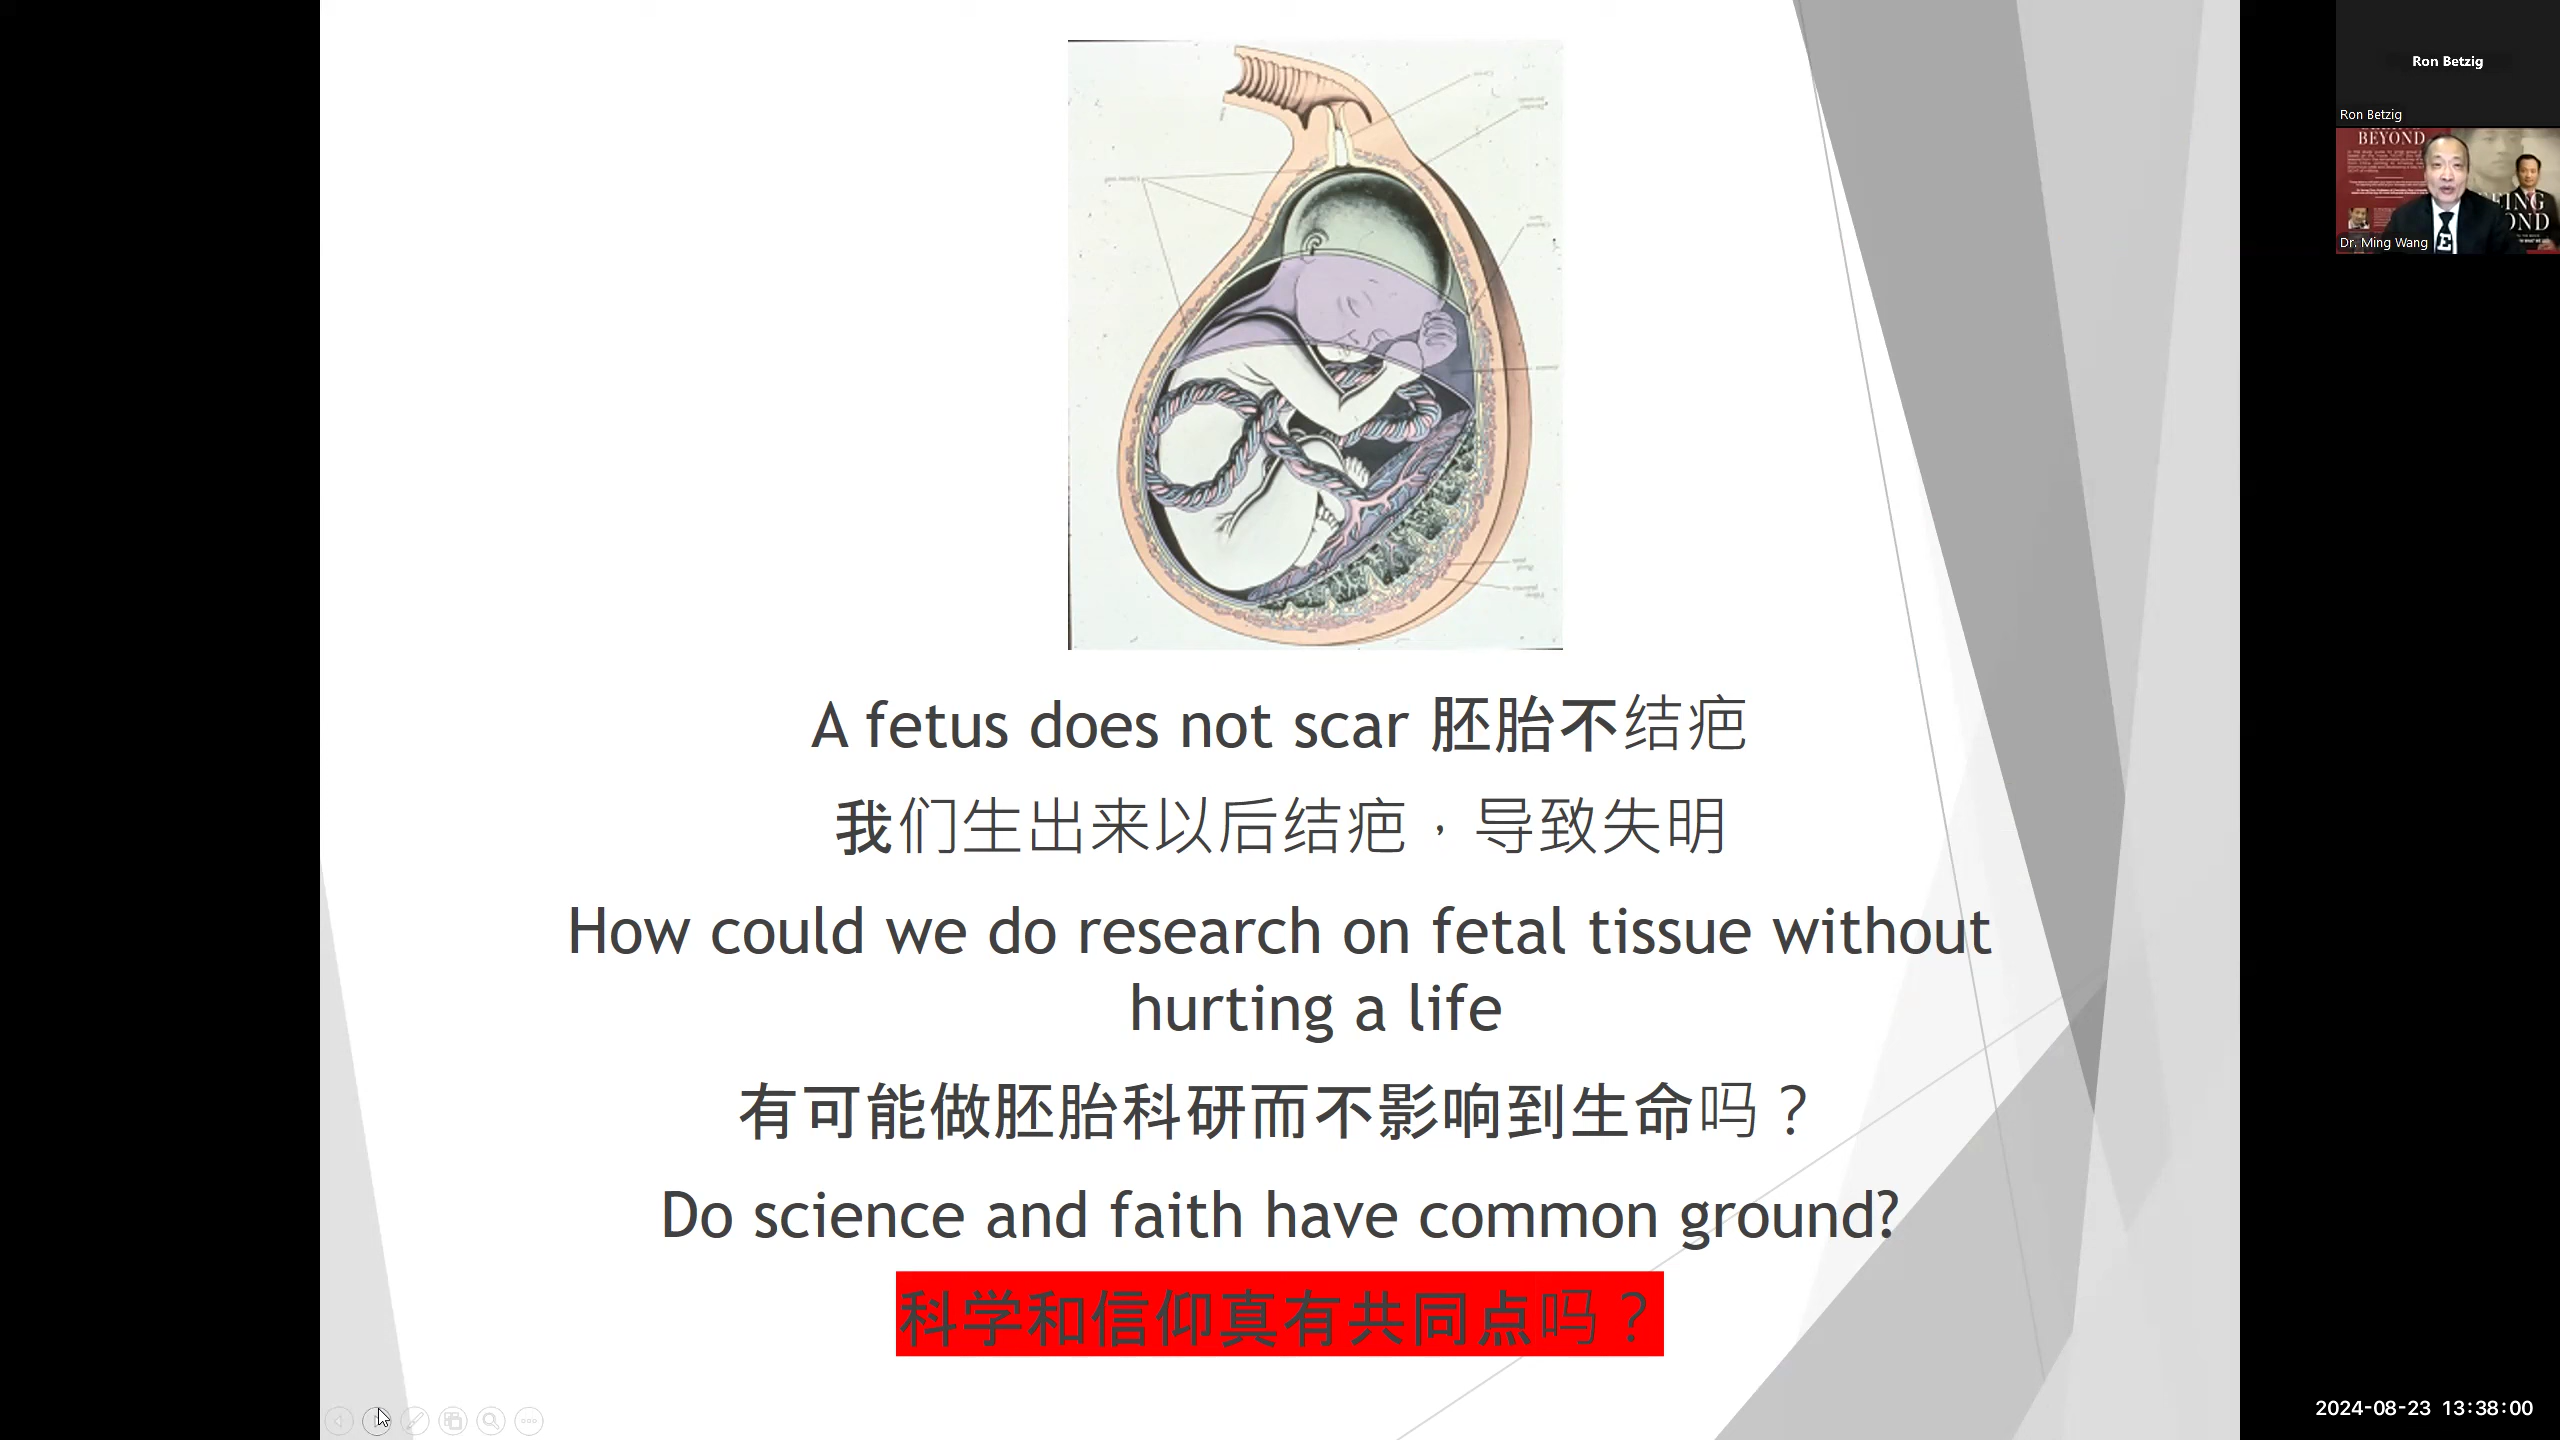 A fetus does not scar 胚胎不结疤
我们生出来以后结疤，导致失明
How could we do research on fetal tissue without
hurting a life
有可能做胚胎科研而不影响到生命吗？
Do science and faith have common ground?
科学和信仰真有共同点吗？
Ron Betzig
Ron Betzig
BEYOND
Dr. Ming Wang
E
2024-08-23 13:38:00